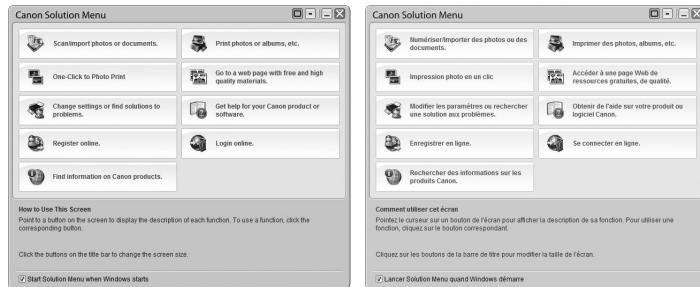 Canon Solution Menu
Scan/import photos or documents.
Print photos or albums, etc.
One-Click to Photo Print
Go to a web page with free and high
quality materials.
Change settings or find solutions to
problems.
Get help for your Canon product or
software.
Register online.
Login online.
Find information on Canon products.
How to Use This Screen
Point to a button on the screen to display the description of each function. To use a function, click the
corresponding button.
Click the buttons on the title bar to change the screen size.
Start Solution Menu when Windows starts
Canon Solution Menu
Numériser/Importer des photos ou des
documents.
Imprimer des photos, albums, etc.
Impression photo en un clic
Accéder à une page Web de
ressources gratuites, de qualité.
Modifier les paramètres ou rechercher
une solution aux problèmes.
Obtenir de l'aide sur votre produit ou
logiciel Canon.
Enregistrer en ligne.
Se connecter en ligne.
Rechercher des informations sur les
produits Canon.
Comment utiliser cet écran
Pointez le curseur sur un bouton de l'écran pour afficher la description de sa fonction. Pour utiliser une
fonction, cliquez sur le bouton correspondant.
Cliquez sur les boutons de la barre de titre pour modifier la taille de l'écran.
Lancer Solution Menu quand Windows démarre